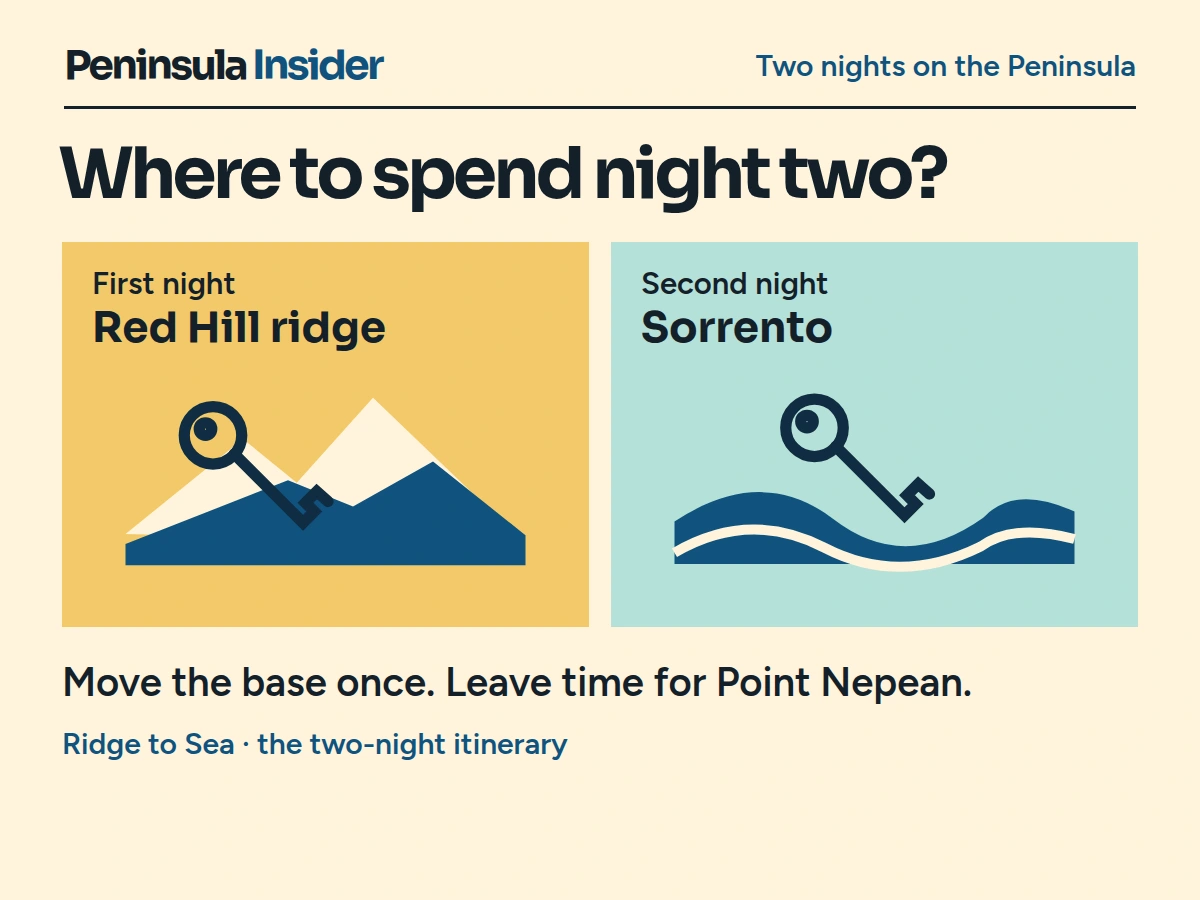 Peninsula Insider
Two nights on the Peninsula
Where to spend night two?
First night
Red Hill ridge
Second night
Sorrento
Move the base once. Leave time for Point Nepean.
Ridge to Sea · the two-night itinerary